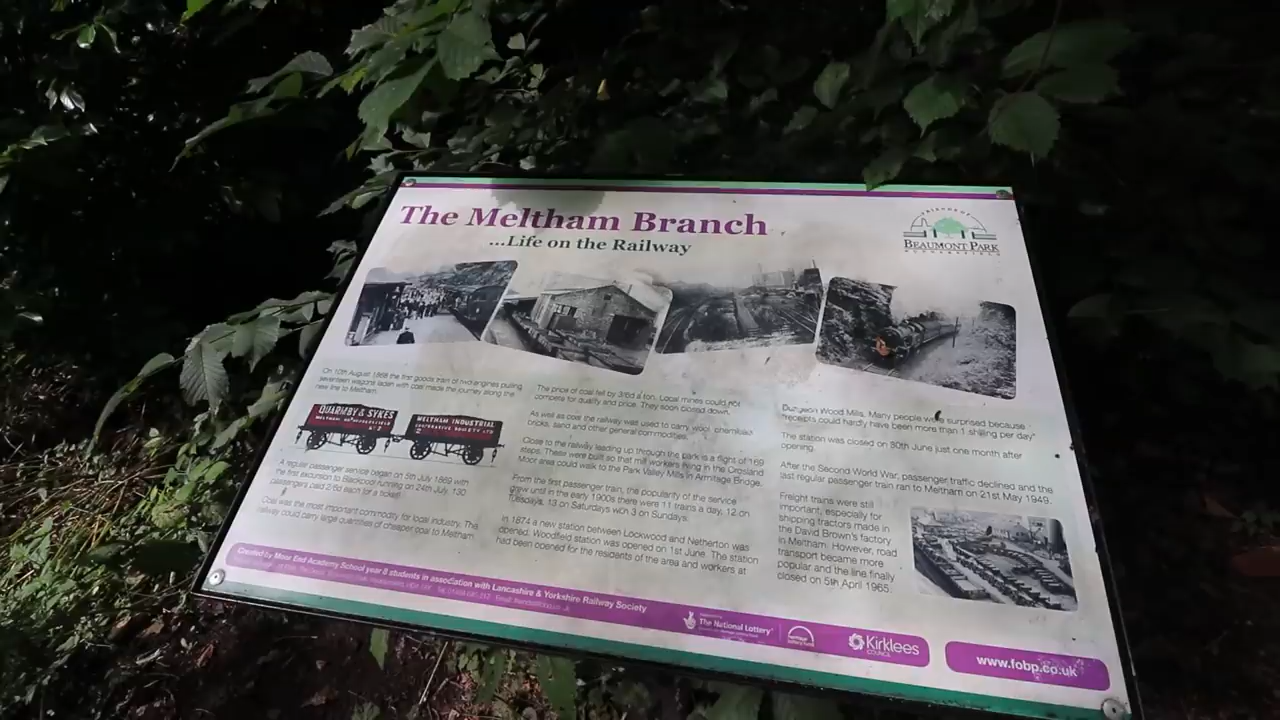 The Meltham Branch
...Life on the Railway
FRIENDS OF
BEAUMONT PARK
HUDDERSFIELD
On 10th August 1868 the first goods train of two engines pulling
seventeen wagons laden with coal made the journey along the
new line to Meltham.
QUARMBY & SYKES
MELTHAM HUDDERSFIELD
MELTHAM INDUSTRIAL
COOPERATIVE SOCIETY LTD
2
A regular passenger service began on 5th July 1869 with
the first excursion to Blackpool running on 24th July. 130
passengers paid 2/6d each for a ticket!
Coal was the most important commodity for local industry. The
railway could carry large quantities of cheaper coal to Meltham.
The price of coal fell by 3/6d a ton. Local mines could not
compete for quality and price. They soon closed down.
As well as coal the railway was used to carry wool, chemicals,
bricks, sand and other general commodities.
Close to the railway leading up through the park is a flight of 169
steps. These were built so that mill workers living in the Crosland
Moor area could walk to the Park Valley Mills in Armitage Bridge.
From the first passenger train, the popularity of the service
grew until in the early 1900s there were 11 trains a day, 12 on
Tuesdays, 13 on Saturdays with 3 on Sundays.
In 1874 a new station between Lockwood and Netherton was
opened. Woodfield station was opened on 1st June. The station
had been opened for the residents of the area and workers at
Dungeon Wood Mills. Many people were surprised because
"receipts could hardly have been more than 1 shilling per day"
The station was closed on 30th June just one month after
opening.
After the Second World War, passenger traffic declined and the
last regular passenger train ran to Meltham on 21st May 1949.
Freight trains were still
important, especially for
shipping tractors made in
the David Brown's factory
in Meltham. However, road
transport became more
popular and the line finally
closed on 5th April 1965.
Created by Moor End Academy School year 8 students in association with Lancashire & Yorkshire Railway Society
The National Lottery
Kirklees
COUNCIL
www.fobp.co.uk